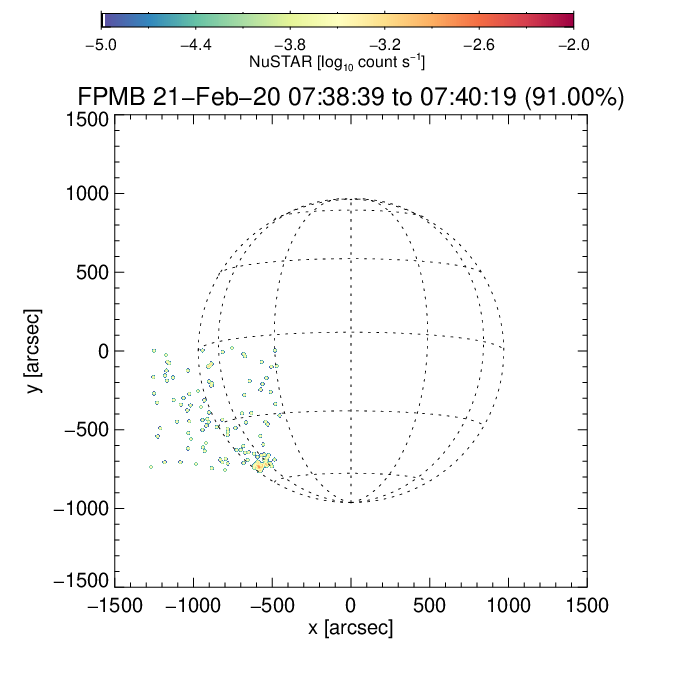 −5.0 −4.4 −3.8 −3.2 −2.6 −2.0
NuSTAR [log₁₀ count s⁻¹]
FPMB 21−Feb−20 07:38:39 to 07:40:19 (91.00%)
1500
1000
500
0
−500
−1000
−1500
y [arcsec]
−1500 −1000 −500 0 500 1000 1500
x [arcsec]